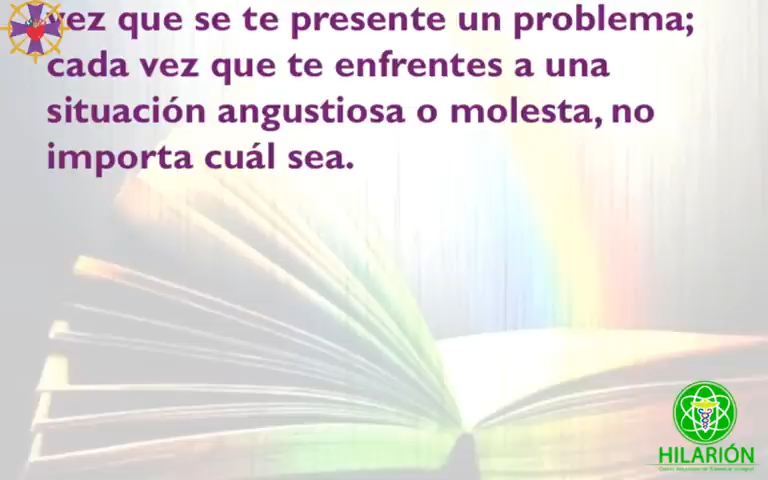 vez que se te presente un problema;
cada vez que te enfrentes a una
situación angustiosa o molesta, no
importa cuál sea.
HILARIÓN